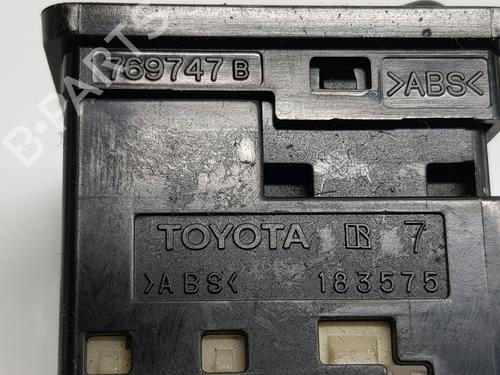 769747 B
>ABS<
TOYOTA R 7
>ABS< 183575
B-PARTS